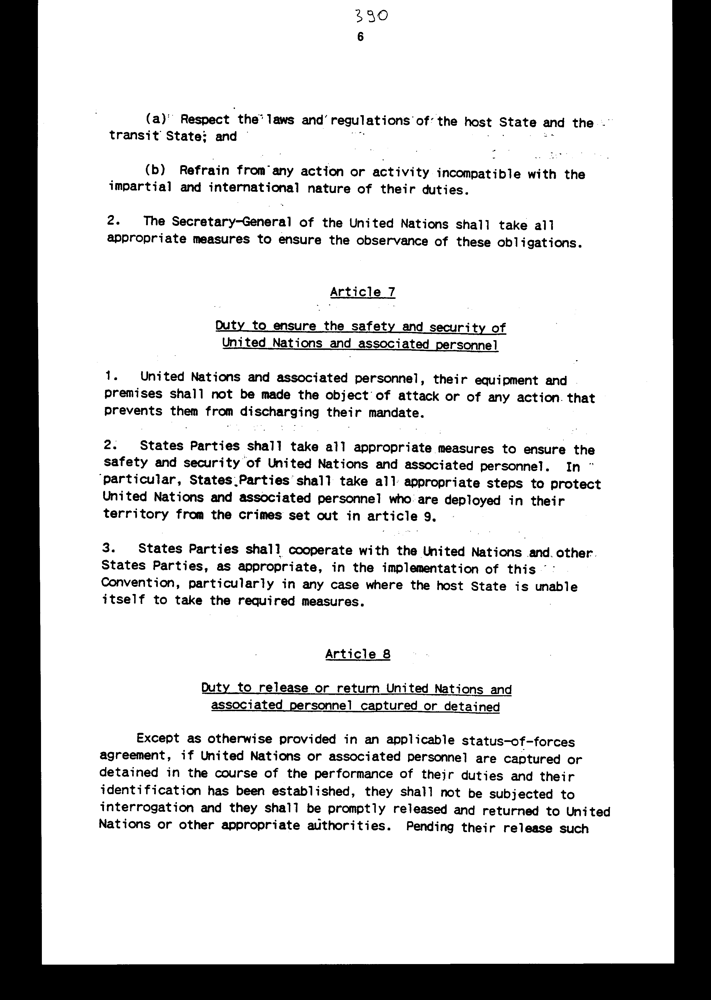 390
6
(a) Respect the laws and regulations of the host State and the
transit State; and
(b) Refrain from any action or activity incompatible with the
impartial and international nature of their duties.
2. The Secretary-General of the United Nations shall take all
appropriate measures to ensure the observance of these obligations.
Article 7
Duty to ensure the safety and security of
United Nations and associated personnel
1. United Nations and associated personnel, their equipment and
premises shall not be made the object of attack or of any action that
prevents them from discharging their mandate.
2. States Parties shall take all appropriate measures to ensure the
safety and security of United Nations and associated personnel. In
particular, States Parties shall take all appropriate steps to protect
United Nations and associated personnel who are deployed in their
territory from the crimes set out in article 9.
3. States Parties shall cooperate with the United Nations and other
States Parties, as appropriate, in the implementation of this
Convention, particularly in any case where the host State is unable
itself to take the required measures.
Article 8
Duty to release or return United Nations and
associated personnel captured or detained
Except as otherwise provided in an applicable status-of-forces
agreement, if United Nations or associated personnel are captured or
detained in the course of the performance of their duties and their
identification has been established, they shall not be subjected to
interrogation and they shall be promptly released and returned to United
Nations or other appropriate authorities. Pending their release such